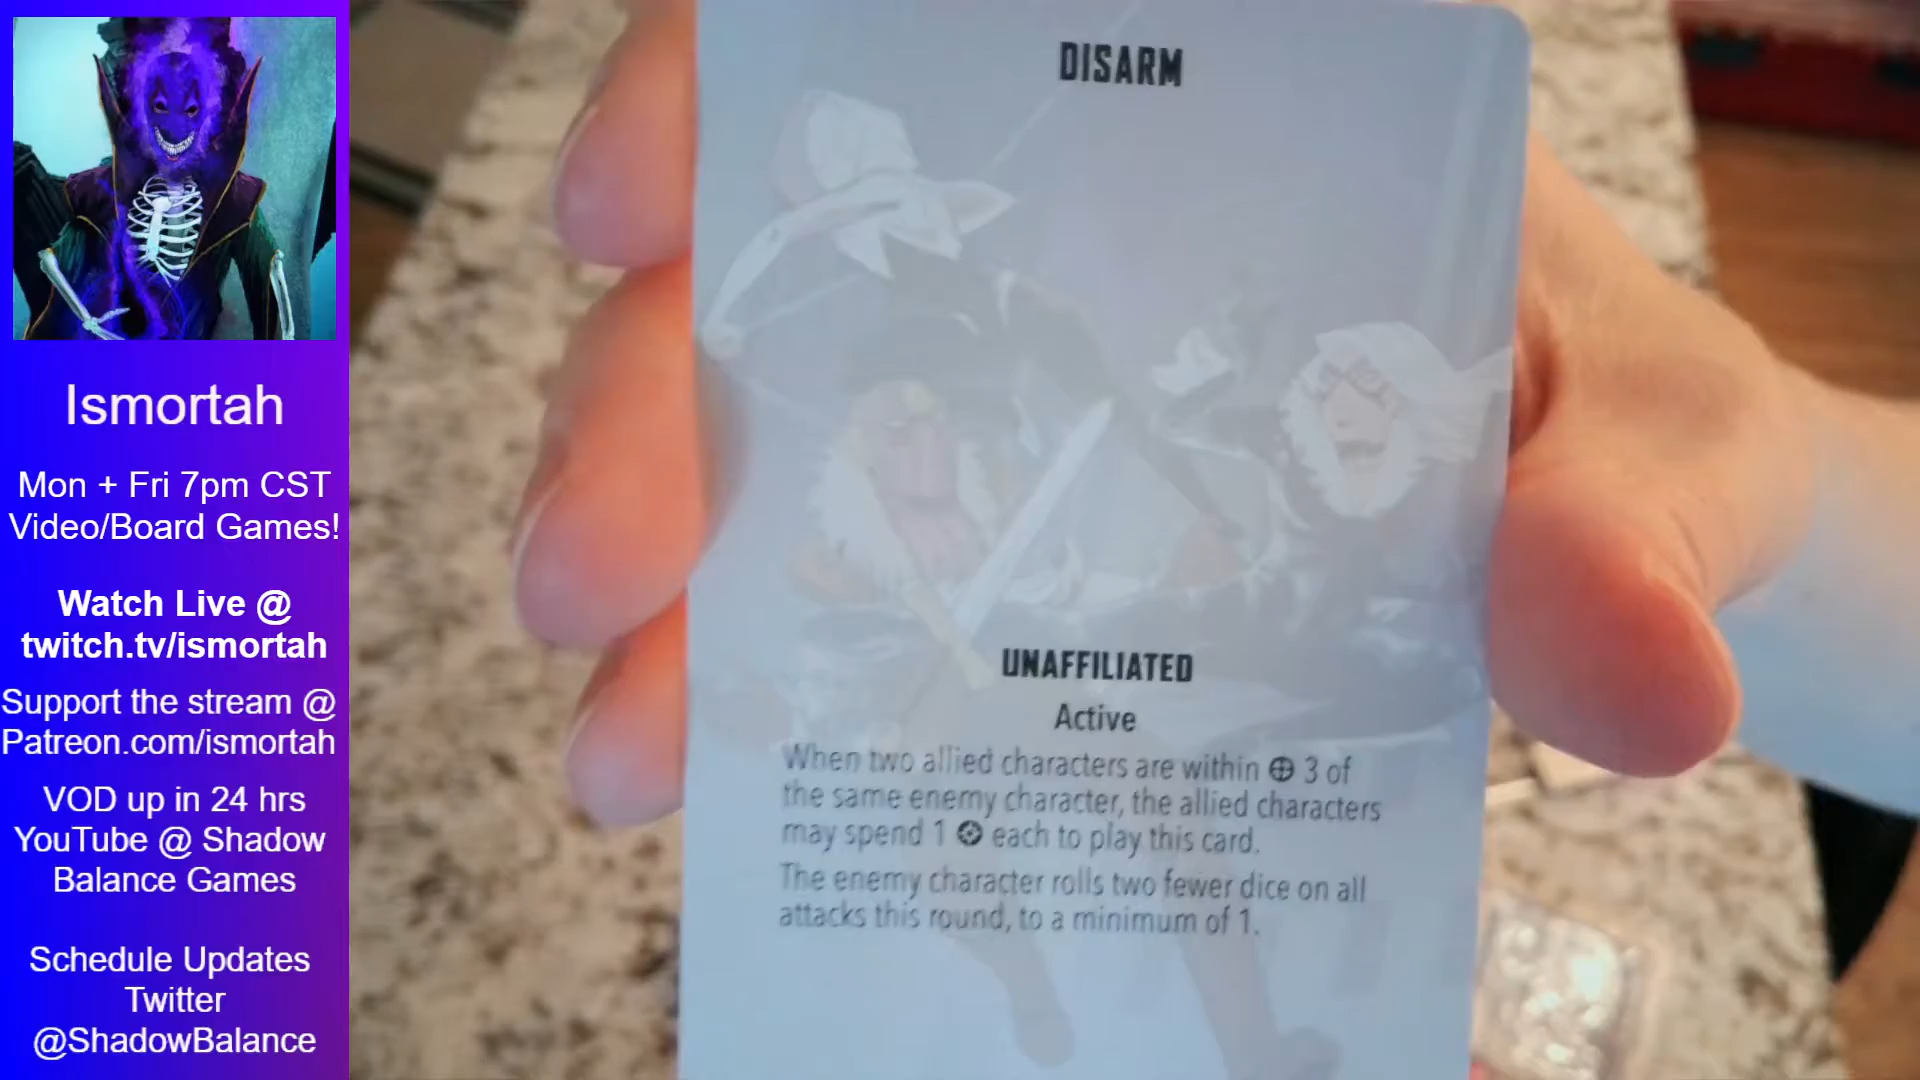 Ismortah
Mon + Fri 7pm CST
Video/Board Games!
Watch Live @
twitch.tv/ismortah
Support the stream @
Patreon.com/ismortah
VOD up in 24 hrs
YouTube @ Shadow
Balance Games
Schedule Updates
Twitter
@ShadowBalance
DISARM
UNAFFILIATED
Active
When two allied characters are within ⊕ 3 of
the same enemy character, the allied characters
may spend 1 each to play this card.
The enemy character rolls two fewer dice on all
attacks this round, to a minimum of 1.